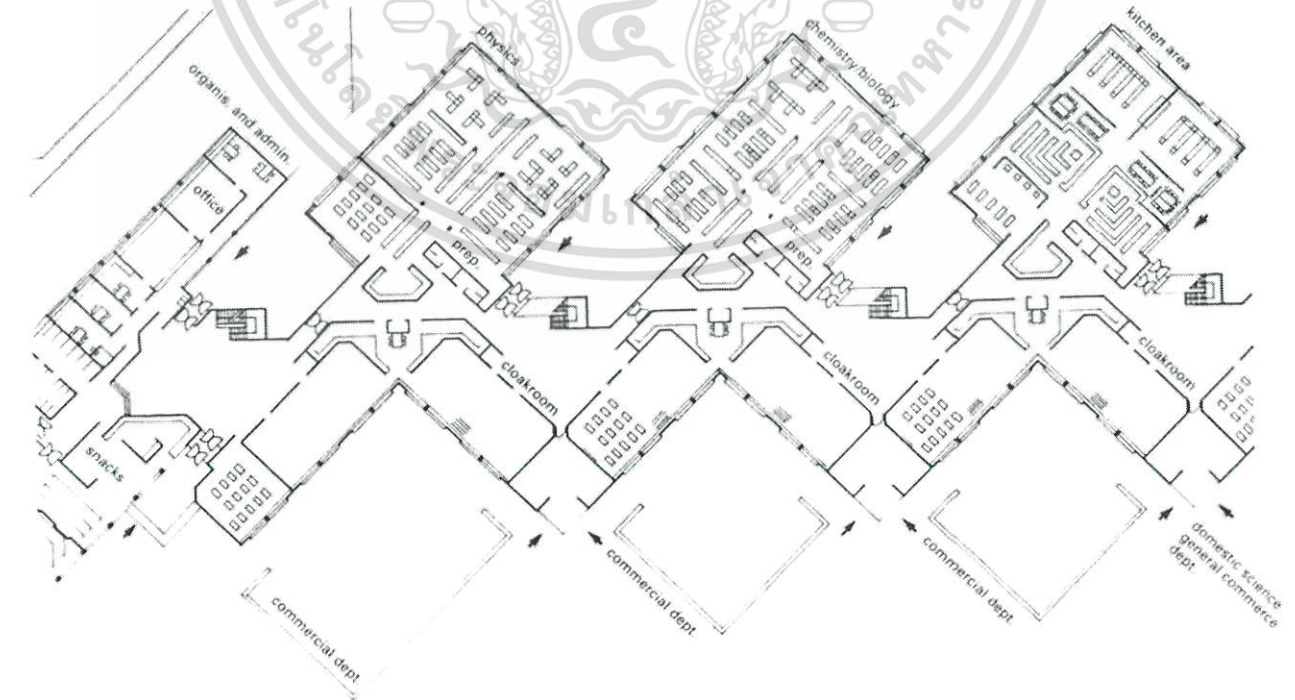 physics
chemistry/biology
kitchen area
organis. and admin.
office
prep.
prep.
snacks
cloakroom
cloakroom
cloakroom
commercial dept
commercial dept
commercial dept
domestic science
general commerce
dept